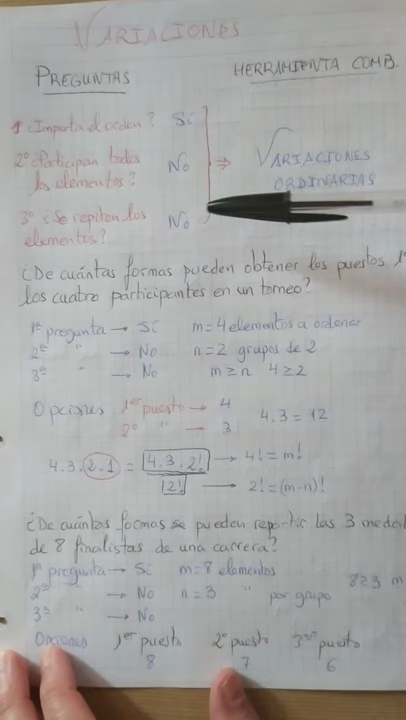 VARIACIONES
PREGUNTAS HERRAMIENTA COMB.
1º ¿Importa el orden? Sí
2º ¿Participan todos los elementos? No ⇒ VARIACIONES ORDINARIAS
3º ¿Se repiten los elementos? No
¿De cuántas formas pueden obtener los puestos 1º
los cuatro participantes en un torneo?
1ª pregunta → Sí m=4 elementos a ordenar
2ª " → No n=2 grupos de 2
3ª " → No m≥n 4≥2
Opciones 1er puesto → 4
2º " → 3 4.3=12
4.3.2.1 = 4.3.2! → 4!=m!
2! → 2!=(m-n)!
¿De cuántas formas se pueden repartir las 3 medal
de 8 finalistas de una carrera?
1ª pregunta → Sí m=8 elementos
2ª " → No n=3 " por grupo 8≥3 m
3ª " → No
Opciones 1er puesto 2º puesto 3er puesto
8 7 6